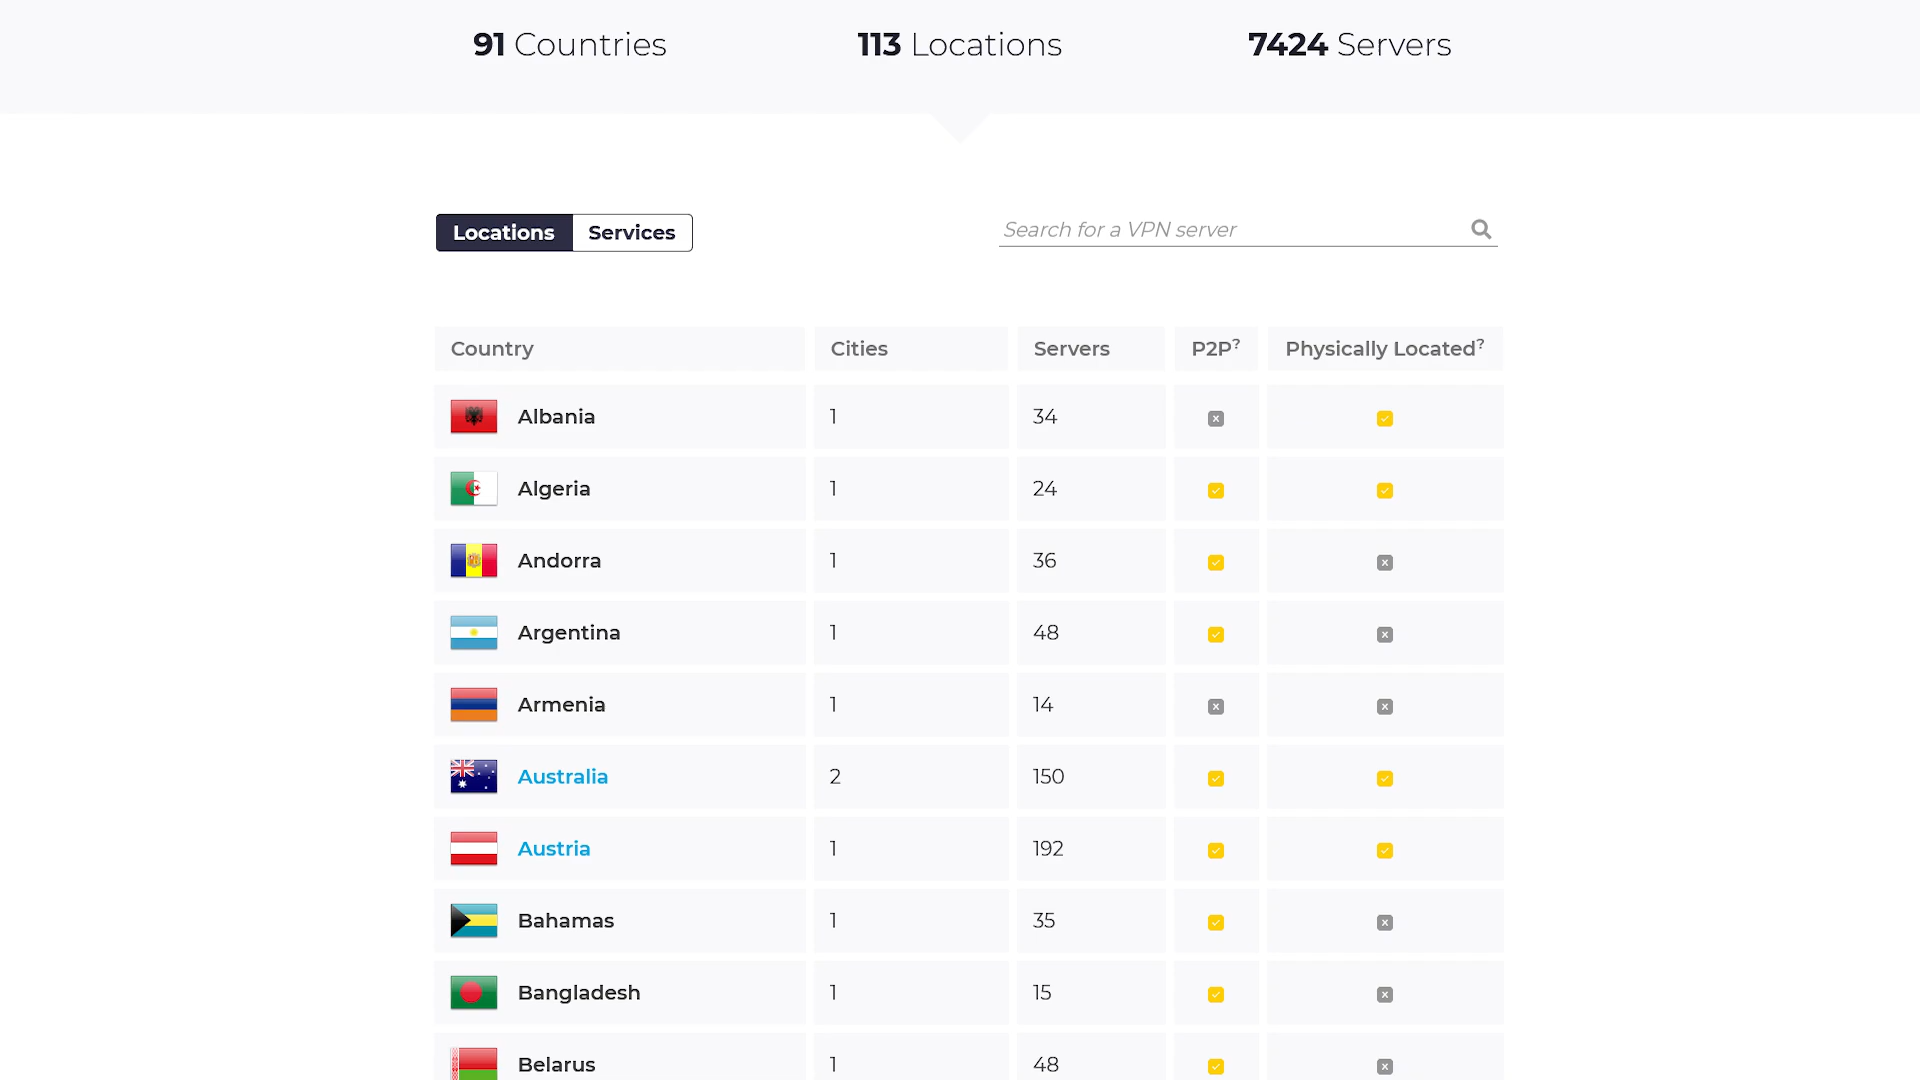 91 Countries 113 Locations 7424 Servers
Locations Services Search for a VPN server
Country Cities Servers P2P? Physically Located?
Albania 1 34
Algeria 1 24
Andorra 1 36
Argentina 1 48
Armenia 1 14
Australia 2 150
Austria 1 192
Bahamas 1 35
Bangladesh 1 15
Belarus 1 48